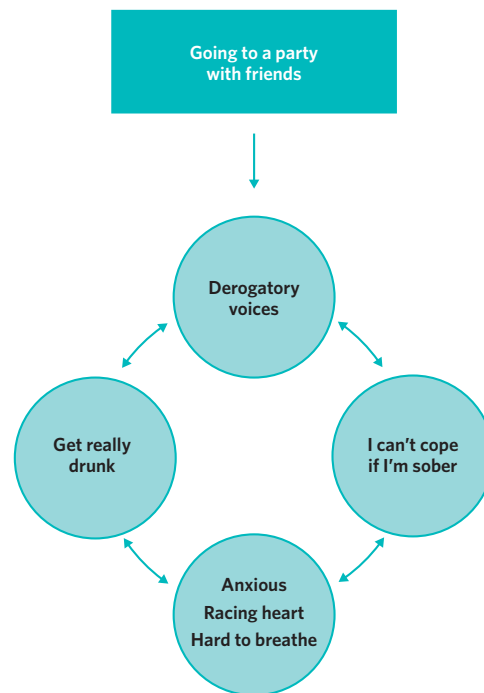 Going to a party
with friends
Derogatory
voices
Get really
drunk
I can't cope
if I'm sober
Anxious
Racing heart
Hard to breathe